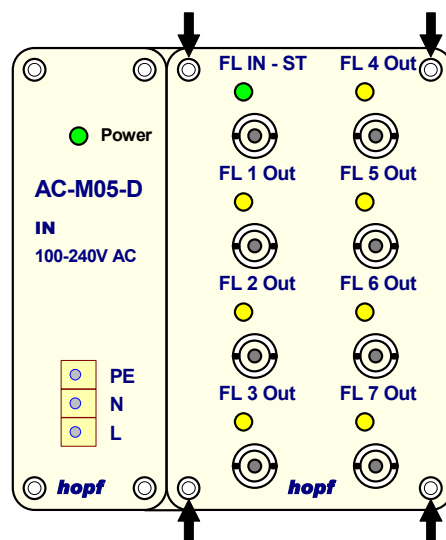 Power
AC-M05-D
IN
100-240V AC
PE
N
L
hopf
FL IN - ST
FL 4 Out
FL 1 Out
FL 5 Out
FL 2 Out
FL 6 Out
FL 3 Out
FL 7 Out
hopf